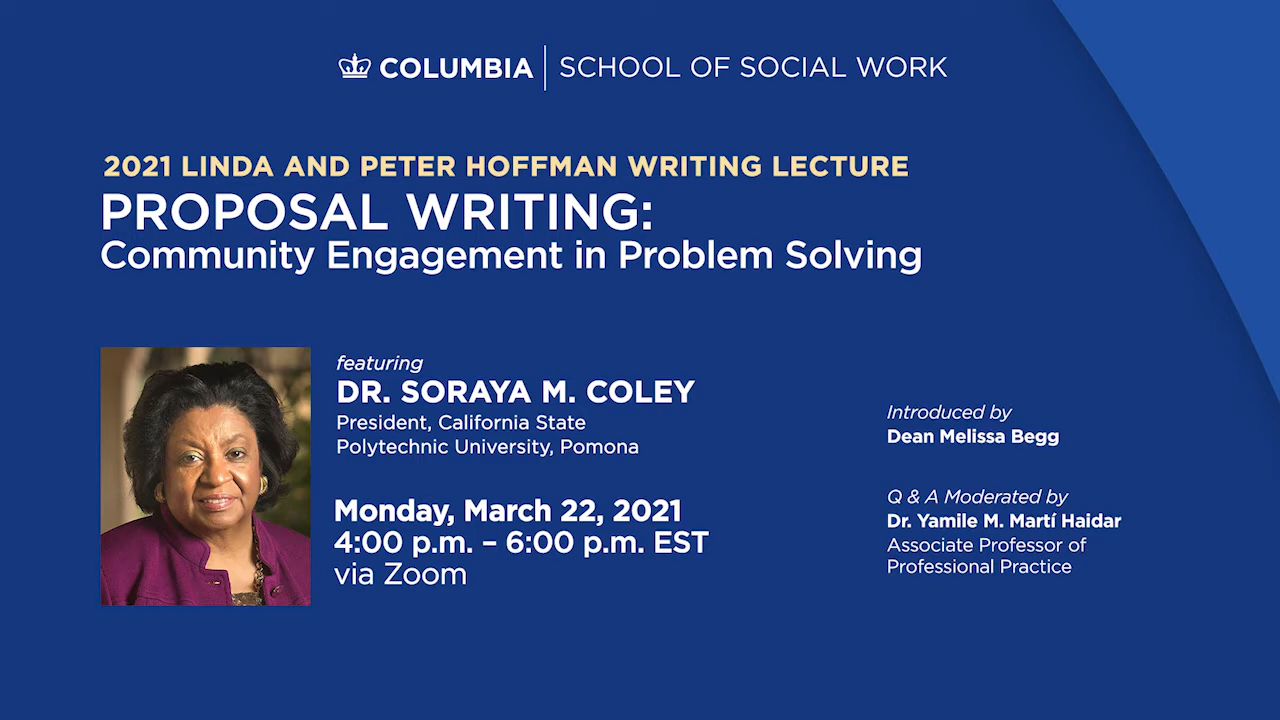 COLUMBIA | SCHOOL OF SOCIAL WORK
2021 LINDA AND PETER HOFFMAN WRITING LECTURE
PROPOSAL WRITING:
Community Engagement in Problem Solving
featuring
DR. SORAYA M. COLEY
President, California State
Polytechnic University, Pomona
Monday, March 22, 2021
4:00 p.m. – 6:00 p.m. EST
via Zoom
Introduced by
Dean Melissa Begg
Q & A Moderated by
Dr. Yamile M. Martí Haidar
Associate Professor of
Professional Practice